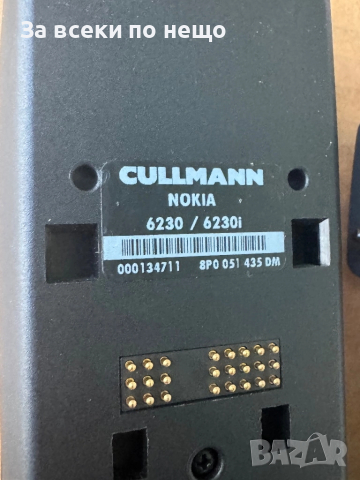 За всеки по нещо
CULLMANN
NOKIA
6230 / 6230i
000134711 8P0 051 435 DM
BAZAR